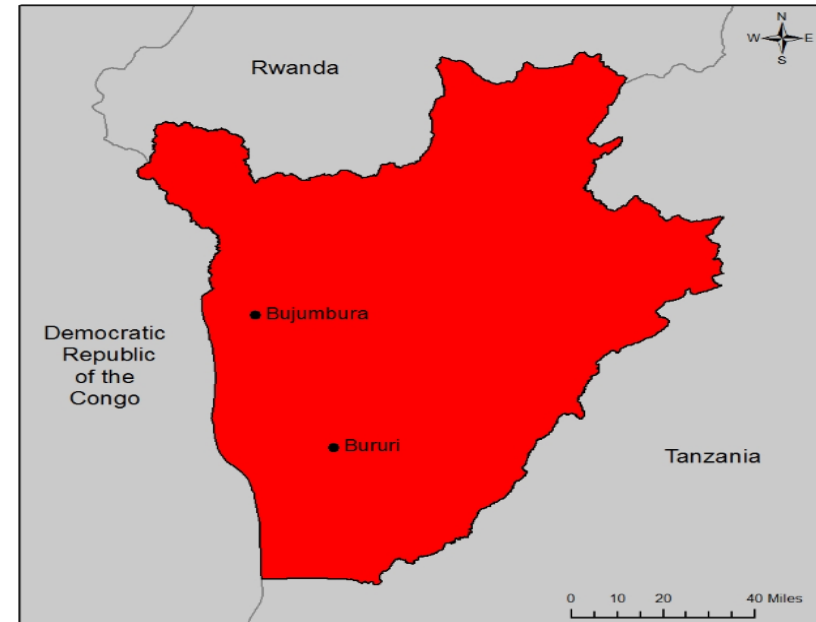 N
W E
S
Rwanda
Bujumbura
Democratic
Republic
of the
Congo
Bururi
Tanzania
0 10 20 40 Miles